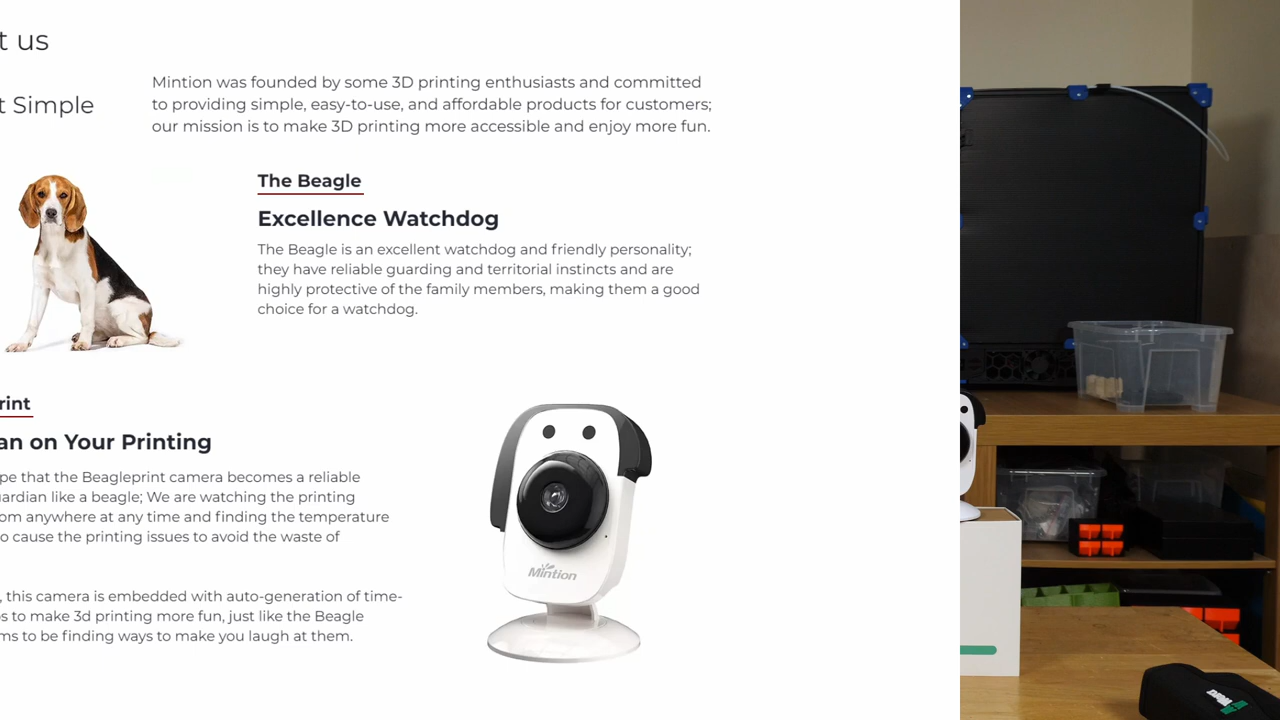 t us
t Simple
Mintion was founded by some 3D printing enthusiasts and committed
to providing simple, easy-to-use, and affordable products for customers;
our mission is to make 3D printing more accessible and enjoy more fun.
The Beagle
Excellence Watchdog
The Beagle is an excellent watchdog and friendly personality;
they have reliable guarding and territorial instincts and are
highly protective of the family members, making them a good
choice for a watchdog.
rint
an on Your Printing
pe that the Beagleprint camera becomes a reliable
ardian like a beagle; We are watching the printing
om anywhere at any time and finding the temperature
o cause the printing issues to avoid the waste of
, this camera is embedded with auto-generation of time-
s to make 3d printing more fun, just like the Beagle
ms to be finding ways to make you laugh at them.
Mintion